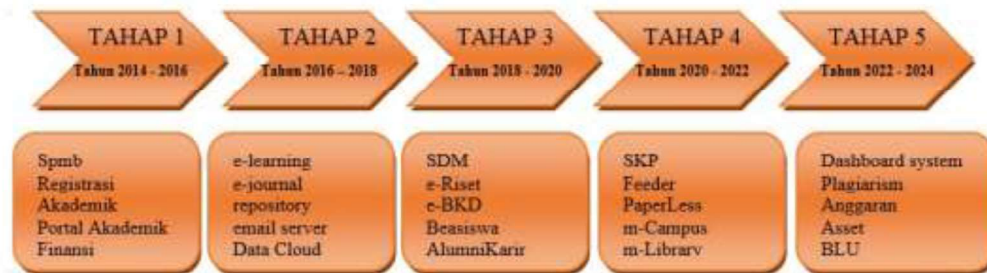 TAHAP 1
Tahun 2014 - 2016
TAHAP 2
Tahun 2016 – 2018
TAHAP 3
Tahun 2018 - 2020
TAHAP 4
Tahun 2020 - 2022
TAHAP 5
Tahun 2022 - 2024
Spmb
Registrasi
Akademik
Portal Akademik
Finansi
e-learning
e-journal
repository
email server
Data Cloud
SDM
e-Riset
e-BKD
Beasiswa
AlumniKarir
SKP
Feeder
PaperLess
m-Campus
m-Library
Dashboard system
Plagiarism
Anggaran
Asset
BLU